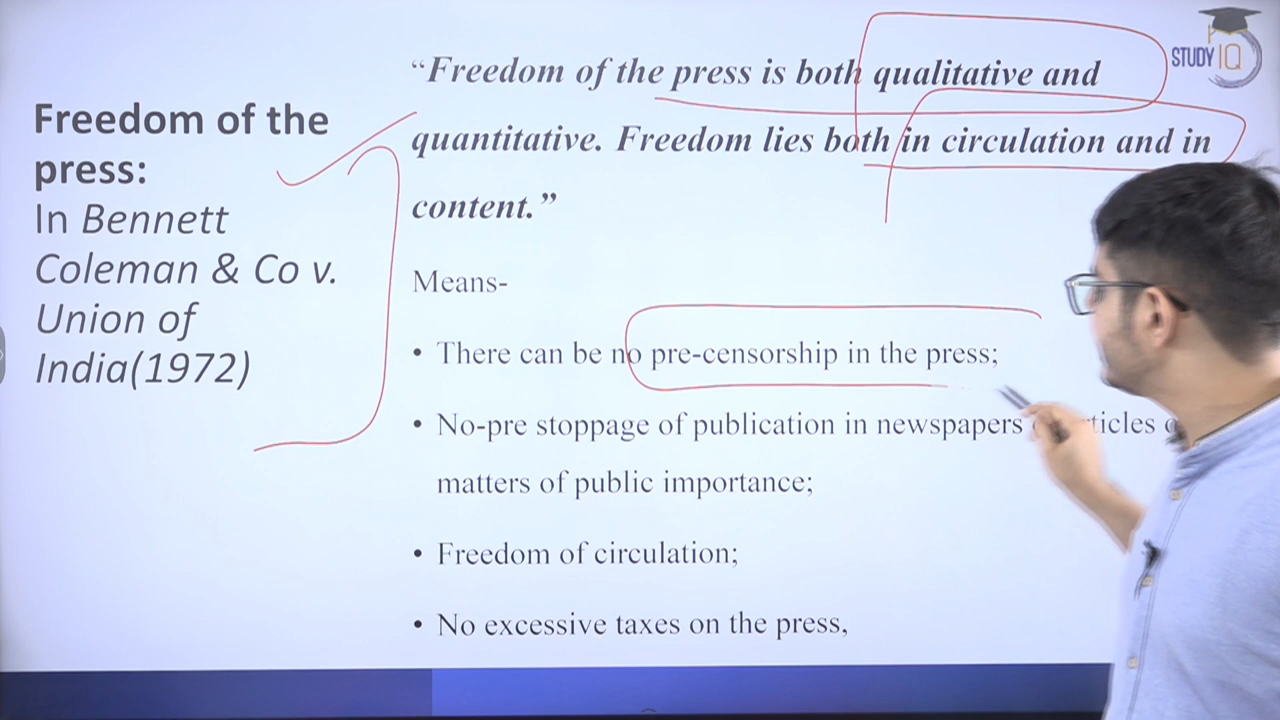 STUDY IQ
Freedom of the
press:
In Bennett
Coleman & Co v.
Union of
India(1972)
“Freedom of the press is both qualitative and
quantitative. Freedom lies both in circulation and in
content.”
Means-
• There can be no pre-censorship in the press;
• No-pre stoppage of publication in newspapers
matters of public importance;
• Freedom of circulation;
• No excessive taxes on the press,